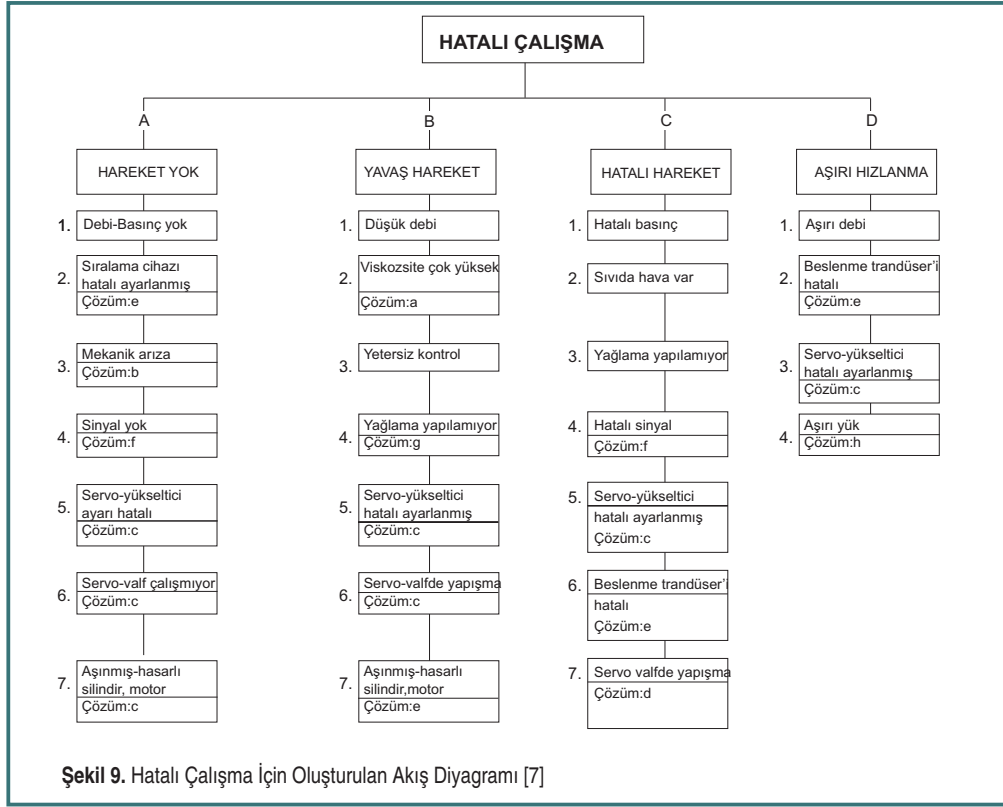 HATALI ÇALIŞMA
A
HAREKET YOK
1. Debi-Basınç yok
2. Sıralama cihazı
hatalı ayarlanmış
Çözüm:e
3. Mekanik arıza
Çözüm:b
4. Sinyal yok
Çözüm:f
5. Servo-yükseltici
ayarı hatalı
Çözüm:c
6. Servo-valf çalışmıyor
Çözüm:c
7. Aşınmış-hasarlı
silindir, motor
Çözüm:c
B
YAVAŞ HAREKET
1. Düşük debi
2. Viskozsite çok yüksek
Çözüm:a
3. Yetersiz kontrol
4. Yağlama yapılamıyor
Çözüm:g
5. Servo-yükseltici
hatalı ayarlanmış
Çözüm:c
6. Servo-valfde yapışma
Çözüm:c
7. Aşınmış-hasarlı
silindir,motor
Çözüm:e
C
HATALI HAREKET
1. Hatalı basınç
2. Sıvıda hava var
3. Yağlama yapılamıyor
4. Hatalı sinyal
Çözüm:f
5. Servo-yükseltici
hatalı ayarlanmış
Çözüm:c
6. Beslenme trandüser'i
hatalı
Çözüm:e
7. Servo valfde yapışma
Çözüm:d
D
AŞIRI HIZLANMA
1. Aşırı debi
2. Beslenme trandüser'i
hatalı
Çözüm:e
3. Servo-yükseltici
hatalı ayarlanmış
Çözüm:c
4. Aşırı yük
Çözüm:h
Şekil 9. Hatalı Çalışma İçin Oluşturulan Akış Diyagramı [7]